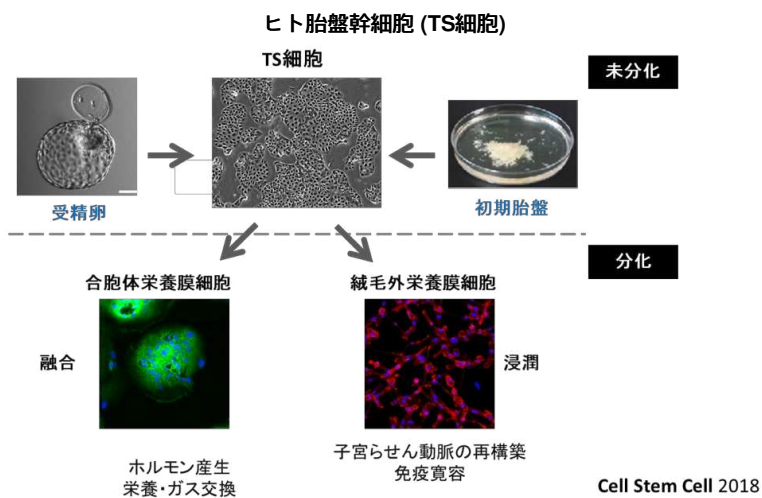 ヒト胎盤幹細胞 (TS細胞)
TS細胞
未分化
受精卵
初期胎盤
分化
合胞体栄養膜細胞
絨毛外栄養膜細胞
融合
浸潤
ホルモン産生
栄養・ガス交換
子宮らせん動脈の再構築
免疫寛容
Cell Stem Cell 2018